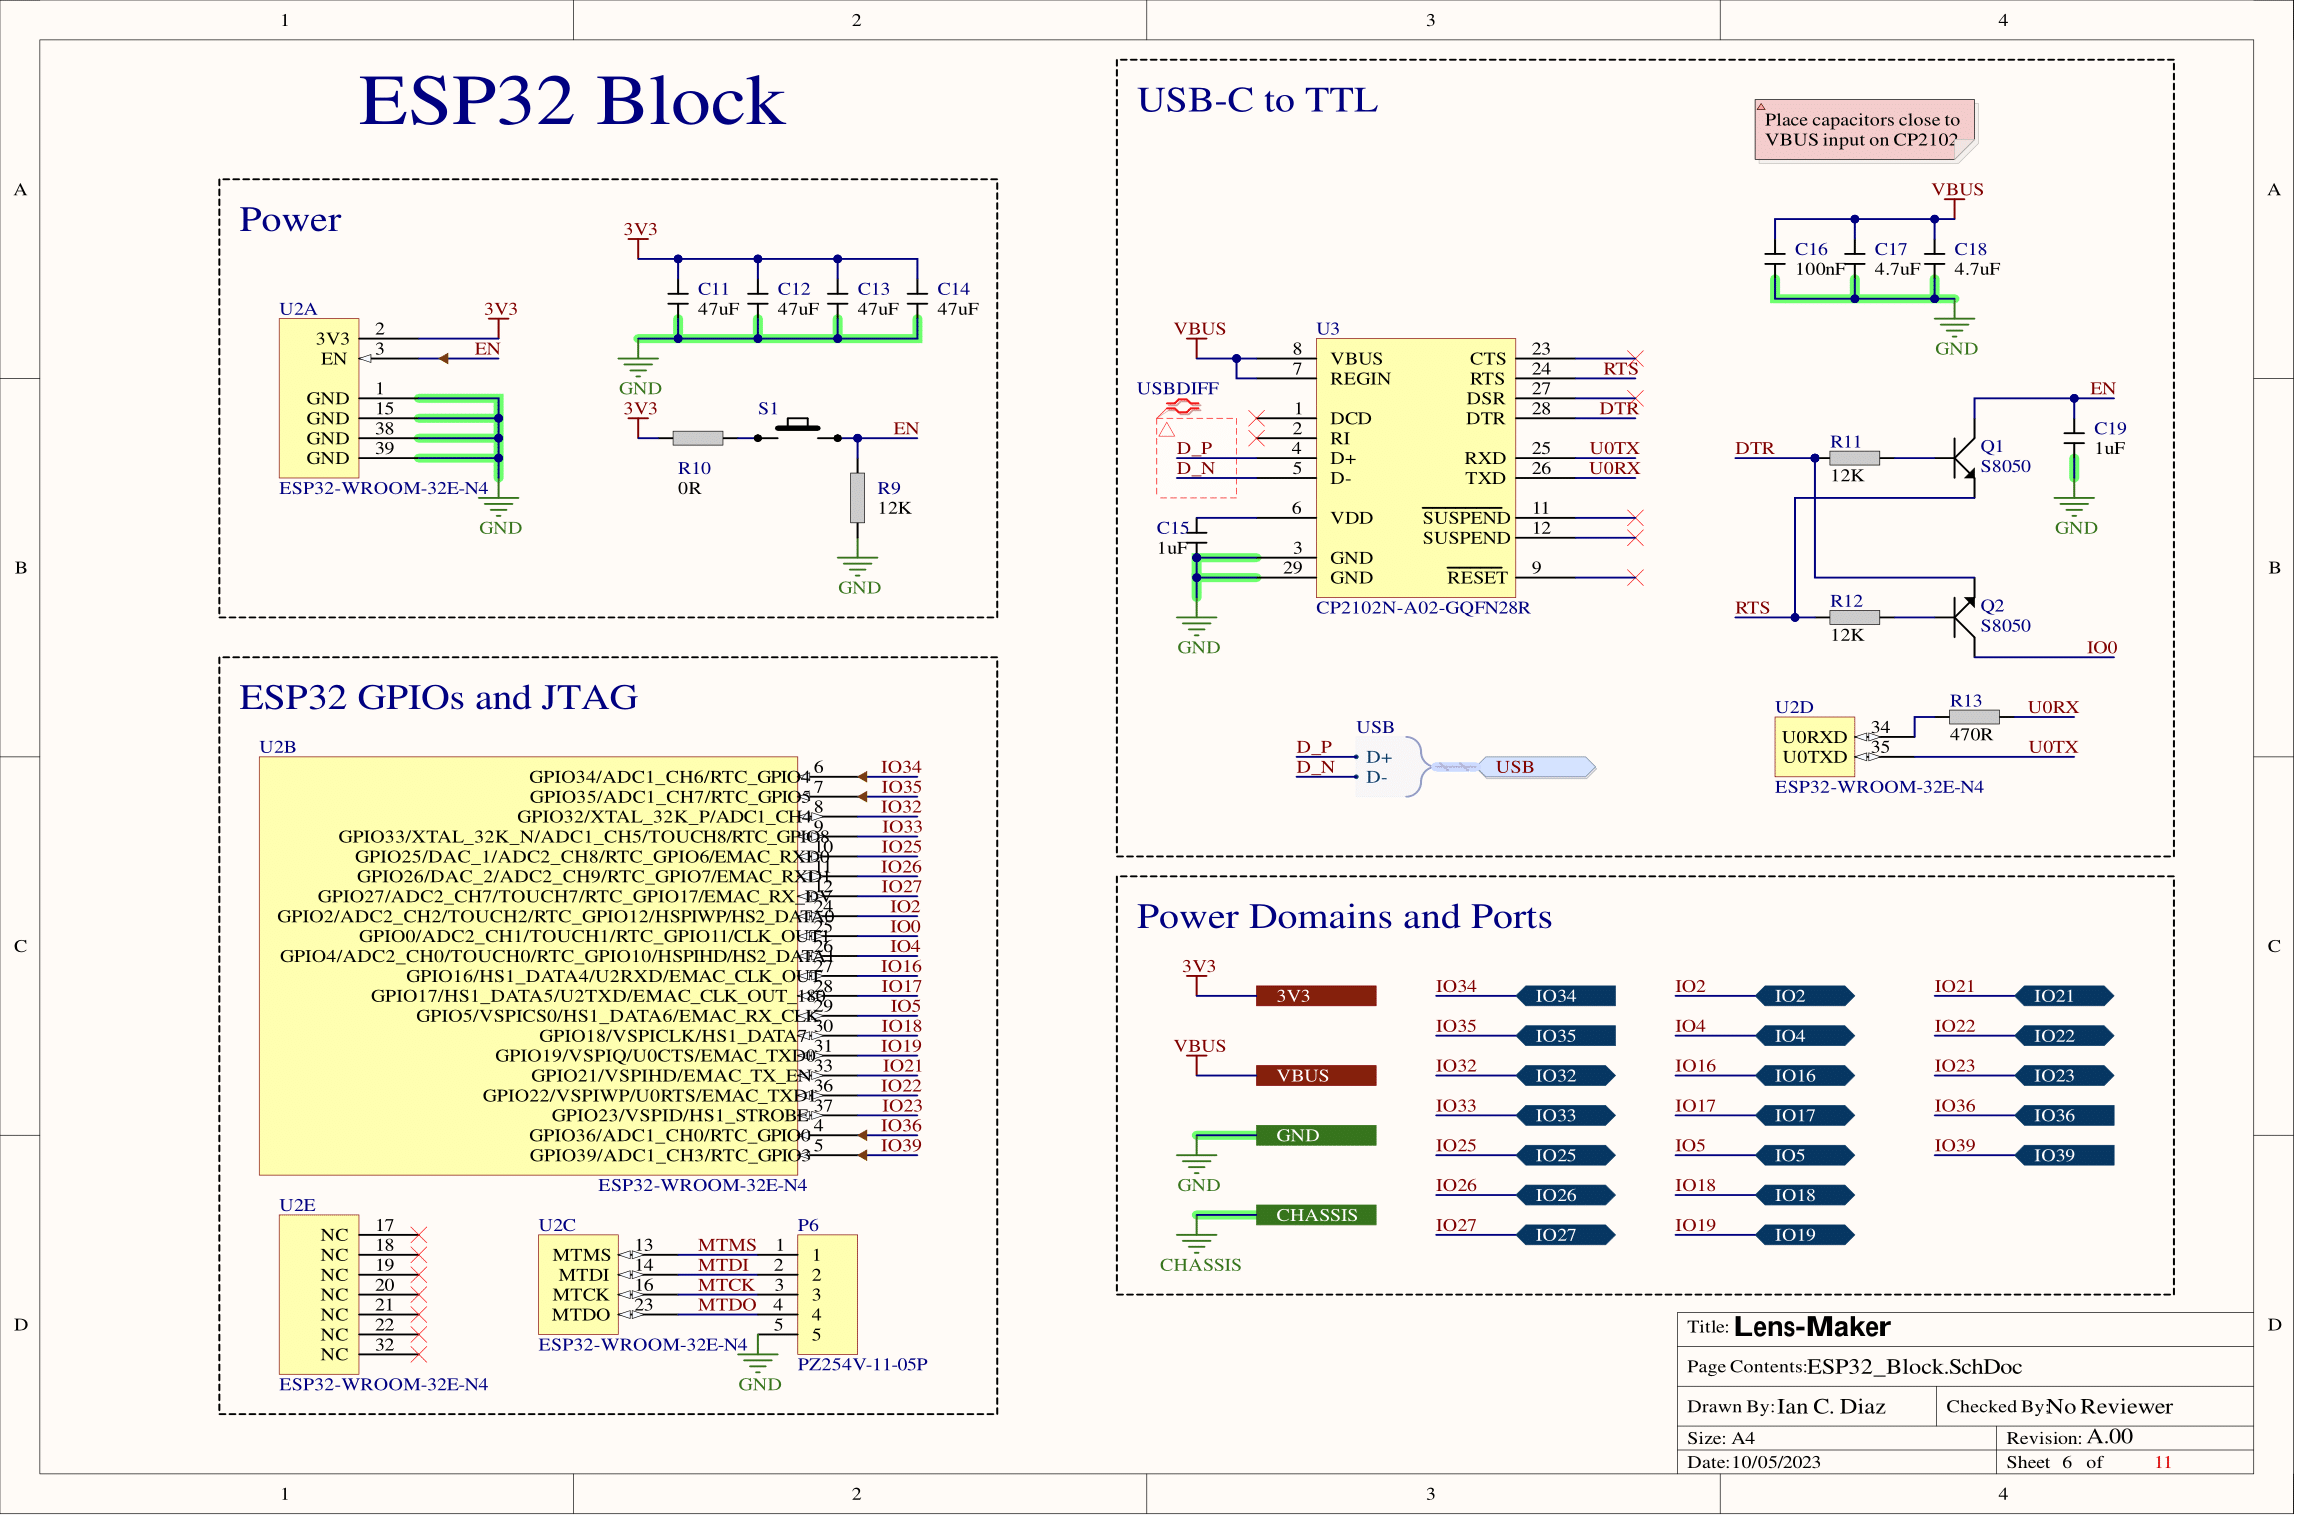 1 2 3 4
A
B
C
D
ESP32 Block
Power
U2A
3V3 2 3V3
EN 3 EN
GND 1
GND 15
GND 38
GND 39
ESP32-WROOM-32E-N4
GND
3V3
C11 47uF
C12 47uF
C13 47uF
C14 47uF
GND
3V3
S1
EN
R10
0R
R9
12K
GND
ESP32 GPIOs and JTAG
U2B
GPIO34/ADC1_CH6/RTC_GPIO4 6 IO34
GPIO35/ADC1_CH7/RTC_GPIO5 7 IO35
GPIO32/XTAL_32K_P/ADC1_CH4 8 IO32
GPIO33/XTAL_32K_N/ADC1_CH5/TOUCH8/RTC_GPIO8 9 IO33
GPIO25/DAC_1/ADC2_CH8/RTC_GPIO6/EMAC_RXD0 10 IO25
GPIO26/DAC_2/ADC2_CH9/RTC_GPIO7/EMAC_RXD1 11 IO26
GPIO27/ADC2_CH7/TOUCH7/RTC_GPIO17/EMAC_RX_DV 12 IO27
GPIO2/ADC2_CH2/TOUCH2/RTC_GPIO12/HSPIWP/HS2_DATA0 24 IO2
GPIO0/ADC2_CH1/TOUCH1/RTC_GPIO11/CLK_OUT1 25 IO0
GPIO4/ADC2_CH0/TOUCH0/RTC_GPIO10/HSPIHD/HS2_DATA1 26 IO4
GPIO16/HS1_DATA4/U2RXD/EMAC_CLK_OUT 27 IO16
GPIO17/HS1_DATA5/U2TXD/EMAC_CLK_OUT_180 28 IO17
GPIO5/VSPICS0/HS1_DATA6/EMAC_RX_CLK 29 IO5
GPIO18/VSPICLK/HS1_DATA7 30 IO18
GPIO19/VSPIQ/U0CTS/EMAC_TXD0 31 IO19
GPIO21/VSPIHD/EMAC_TX_EN 33 IO21
GPIO22/VSPIWP/U0RTS/EMAC_TXD1 36 IO22
GPIO23/VSPID/HS1_STROBE 37 IO23
GPIO36/ADC1_CH0/RTC_GPIO0 4 IO36
GPIO39/ADC1_CH3/RTC_GPIO3 5 IO39
ESP32-WROOM-32E-N4
U2E
NC 17
NC 18
NC 19
NC 20
NC 21
NC 22
NC 32
ESP32-WROOM-32E-N4
U2C P6
MTMS 13 MTMS 1 1
MTDI 14 MTDI 2 2
MTCK 16 MTCK 3 3
MTDO 23 MTDO 4 4
5 5
ESP32-WROOM-32E-N4
PZ254V-11-05P
GND
USB-C to TTL
Place capacitors close to
VBUS input on CP2102
VBUS
C16 100nF
C17 4.7uF
C18 4.7uF
GND
VBUS
U3
8 VBUS CTS 23
7 REGIN RTS 24 RTS
DSR 27
USBDIFF
1 DCD DTR 28 DTR
2 RI
D_P 4 D+ RXD 25 U0TX
D_N 5 D- TXD 26 U0RX
6 VDD SUSPEND 11
SUSPEND 12
C15
1uF
3 GND
29 GND RESET 9
CP2102N-A02-GQFN28R
GND
EN
C19
1uF
GND
DTR R11
12K
Q1
S8050
RTS R12
12K
Q2
S8050
IO0
USB
D_P D+
D_N D-
USB
U2D
R13
470R
U0RXD 34 U0RX
U0TXD 35 U0TX
ESP32-WROOM-32E-N4
Power Domains and Ports
3V3 3V3
VBUS VBUS
GND
GND
CHASSIS
CHASSIS
IO34 IO34 IO2 IO2 IO21 IO21
IO35 IO35 IO4 IO4 IO22 IO22
IO32 IO32 IO16 IO16 IO23 IO23
IO33 IO33 IO17 IO17 IO36 IO36
IO25 IO25 IO5 IO5 IO39 IO39
IO26 IO26 IO18 IO18
IO27 IO27 IO19 IO19
Title: Lens-Maker
Page Contents: ESP32_Block.SchDoc
Drawn By: Ian C. Diaz Checked By: No Reviewer
Size: A4 Revision: A.00
Date: 10/05/2023 Sheet 6 of 11
A
B
C
D
1 2 3 4